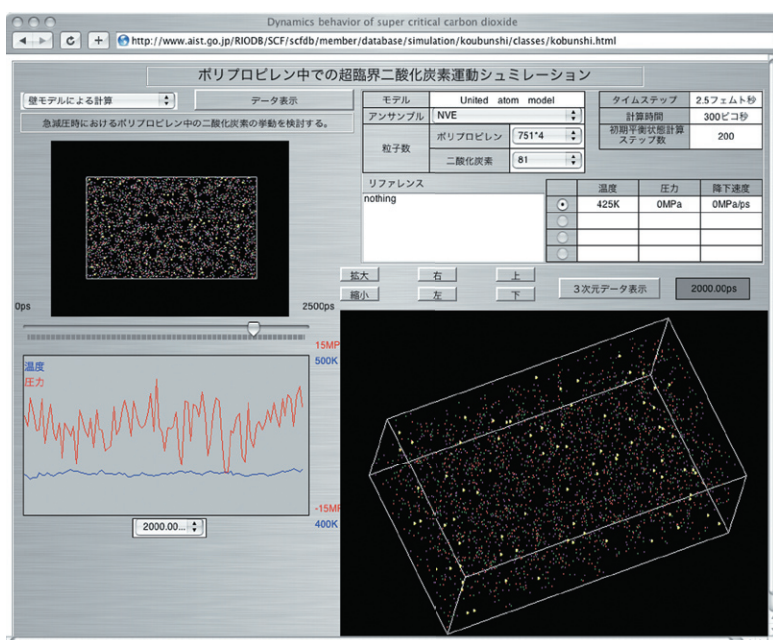 Dynamics behavior of super critical carbon dioxide
http://www.aist.go.jp/RIODB/SCF/scfdb/member/database/simulation/koubunshi/classes/kobunshi.html
ポリプロピレン中での超臨界二酸化炭素運動シュミレーション
壁モデルによる計算
データ表示
急減圧時におけるポリプロピレン中の二酸化炭素の挙動を検討する。
モデル United atom model
アンサンブル NVE
粒子数
ポリプロピレン 751*4
二酸化炭素 81
タイムステップ 2.5フェムト秒
計算時間 300ピコ秒
初期平衡状態計算
ステップ数 200
リファレンス
nothing
温度 圧力 降下速度
425K 0MPa 0MPa/ps
拡大 右 上
縮小 左 下
3次元データ表示 2000.00ps
0ps 2500ps
15MP
500K
温度
圧力
-15MP
400K
2000.00...